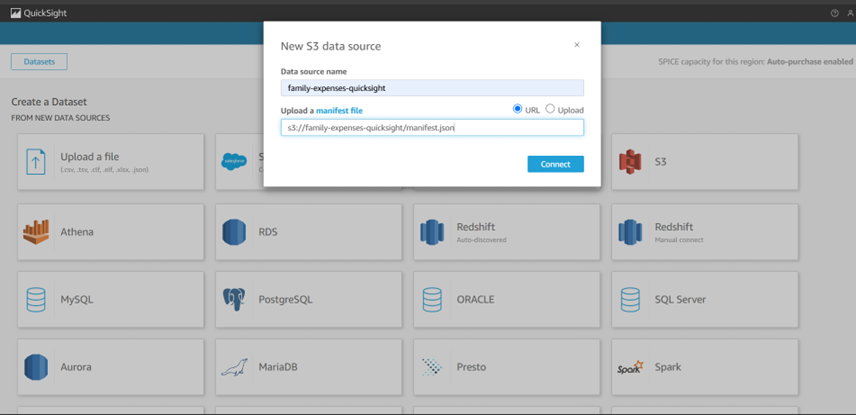 QuickSight
New S3 data source
×
Datasets
SPICE capacity for this region: Auto-purchase enabled
Data source name
family-expenses-quicksight
Upload a manifest file
URL
Upload
s3://family-expenses-quicksight/manifest.json
Connect
Create a Dataset
FROM NEW DATA SOURCES
Upload a file
(.csv, .tsv, .clf, .elf, .xlsx, .json)
salesforce
S3
Athena
RDS
Redshift
Auto-discovered
Redshift
Manual connect
MySQL
PostgreSQL
ORACLE
SQL Server
Aurora
MariaDB
Presto
Spark
Spark